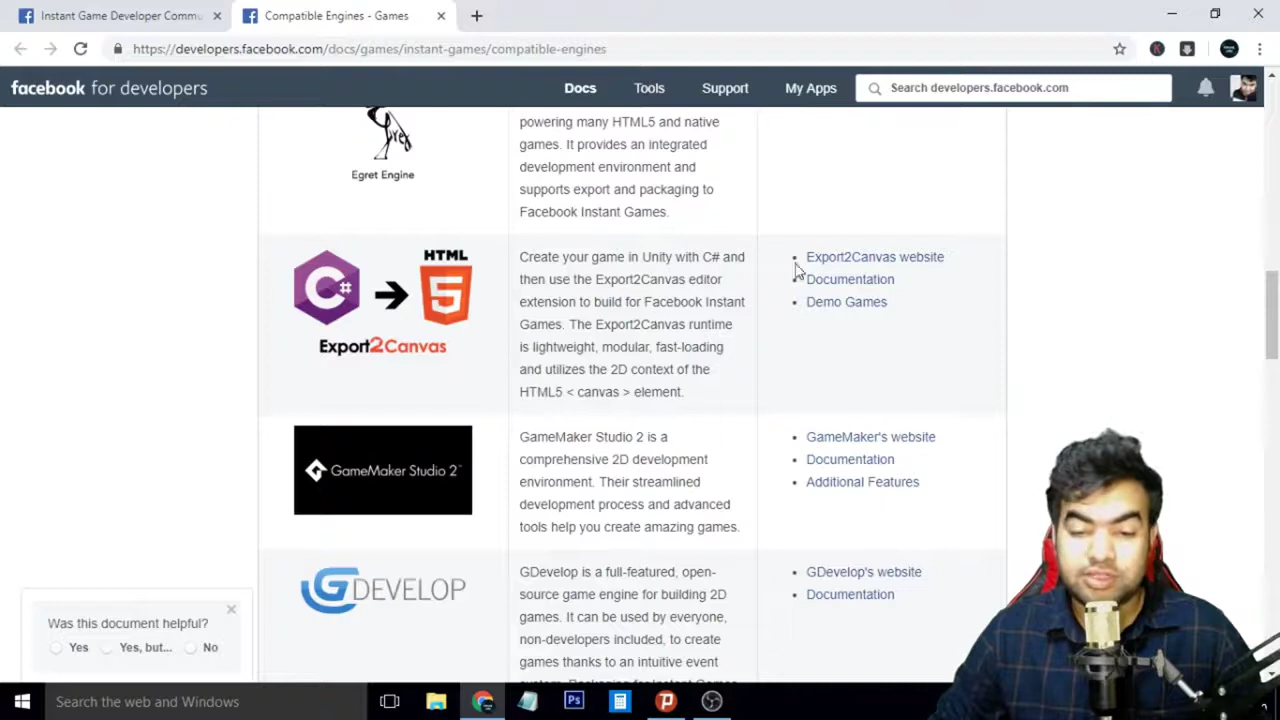 Instant Game Developer Commu
Compatible Engines - Games
https://developers.facebook.com/docs/games/instant-games/compatible-engines
K
facebook for developers
Docs
Tools
Support
My Apps
Search developers.facebook.com
Egret
Egret Engine
powering many HTML5 and native
games. It provides an integrated
development environment and
supports export and packaging to
Facebook Instant Games.
C#
HTML
5
Export2Canvas
Create your game in Unity with C# and
then use the Export2Canvas editor
extension to build for Facebook Instant
Games. The Export2Canvas runtime
is lightweight, modular, fast-loading
and utilizes the 2D context of the
HTML5 < canvas > element.
Export2Canvas website
Documentation
Demo Games
GameMaker Studio 2™
GameMaker Studio 2 is a
comprehensive 2D development
environment. Their streamlined
development process and advanced
tools help you create amazing games.
GameMaker's website
Documentation
Additional Features
GDEVELOP
GDevelop is a full-featured, open-
source game engine for building 2D
games. It can be used by everyone,
non-developers included, to create
games thanks to an intuitive event
GDevelop's website
Documentation
Was this document helpful?
Yes
Yes, but...
No
Search the web and Windows
Ps